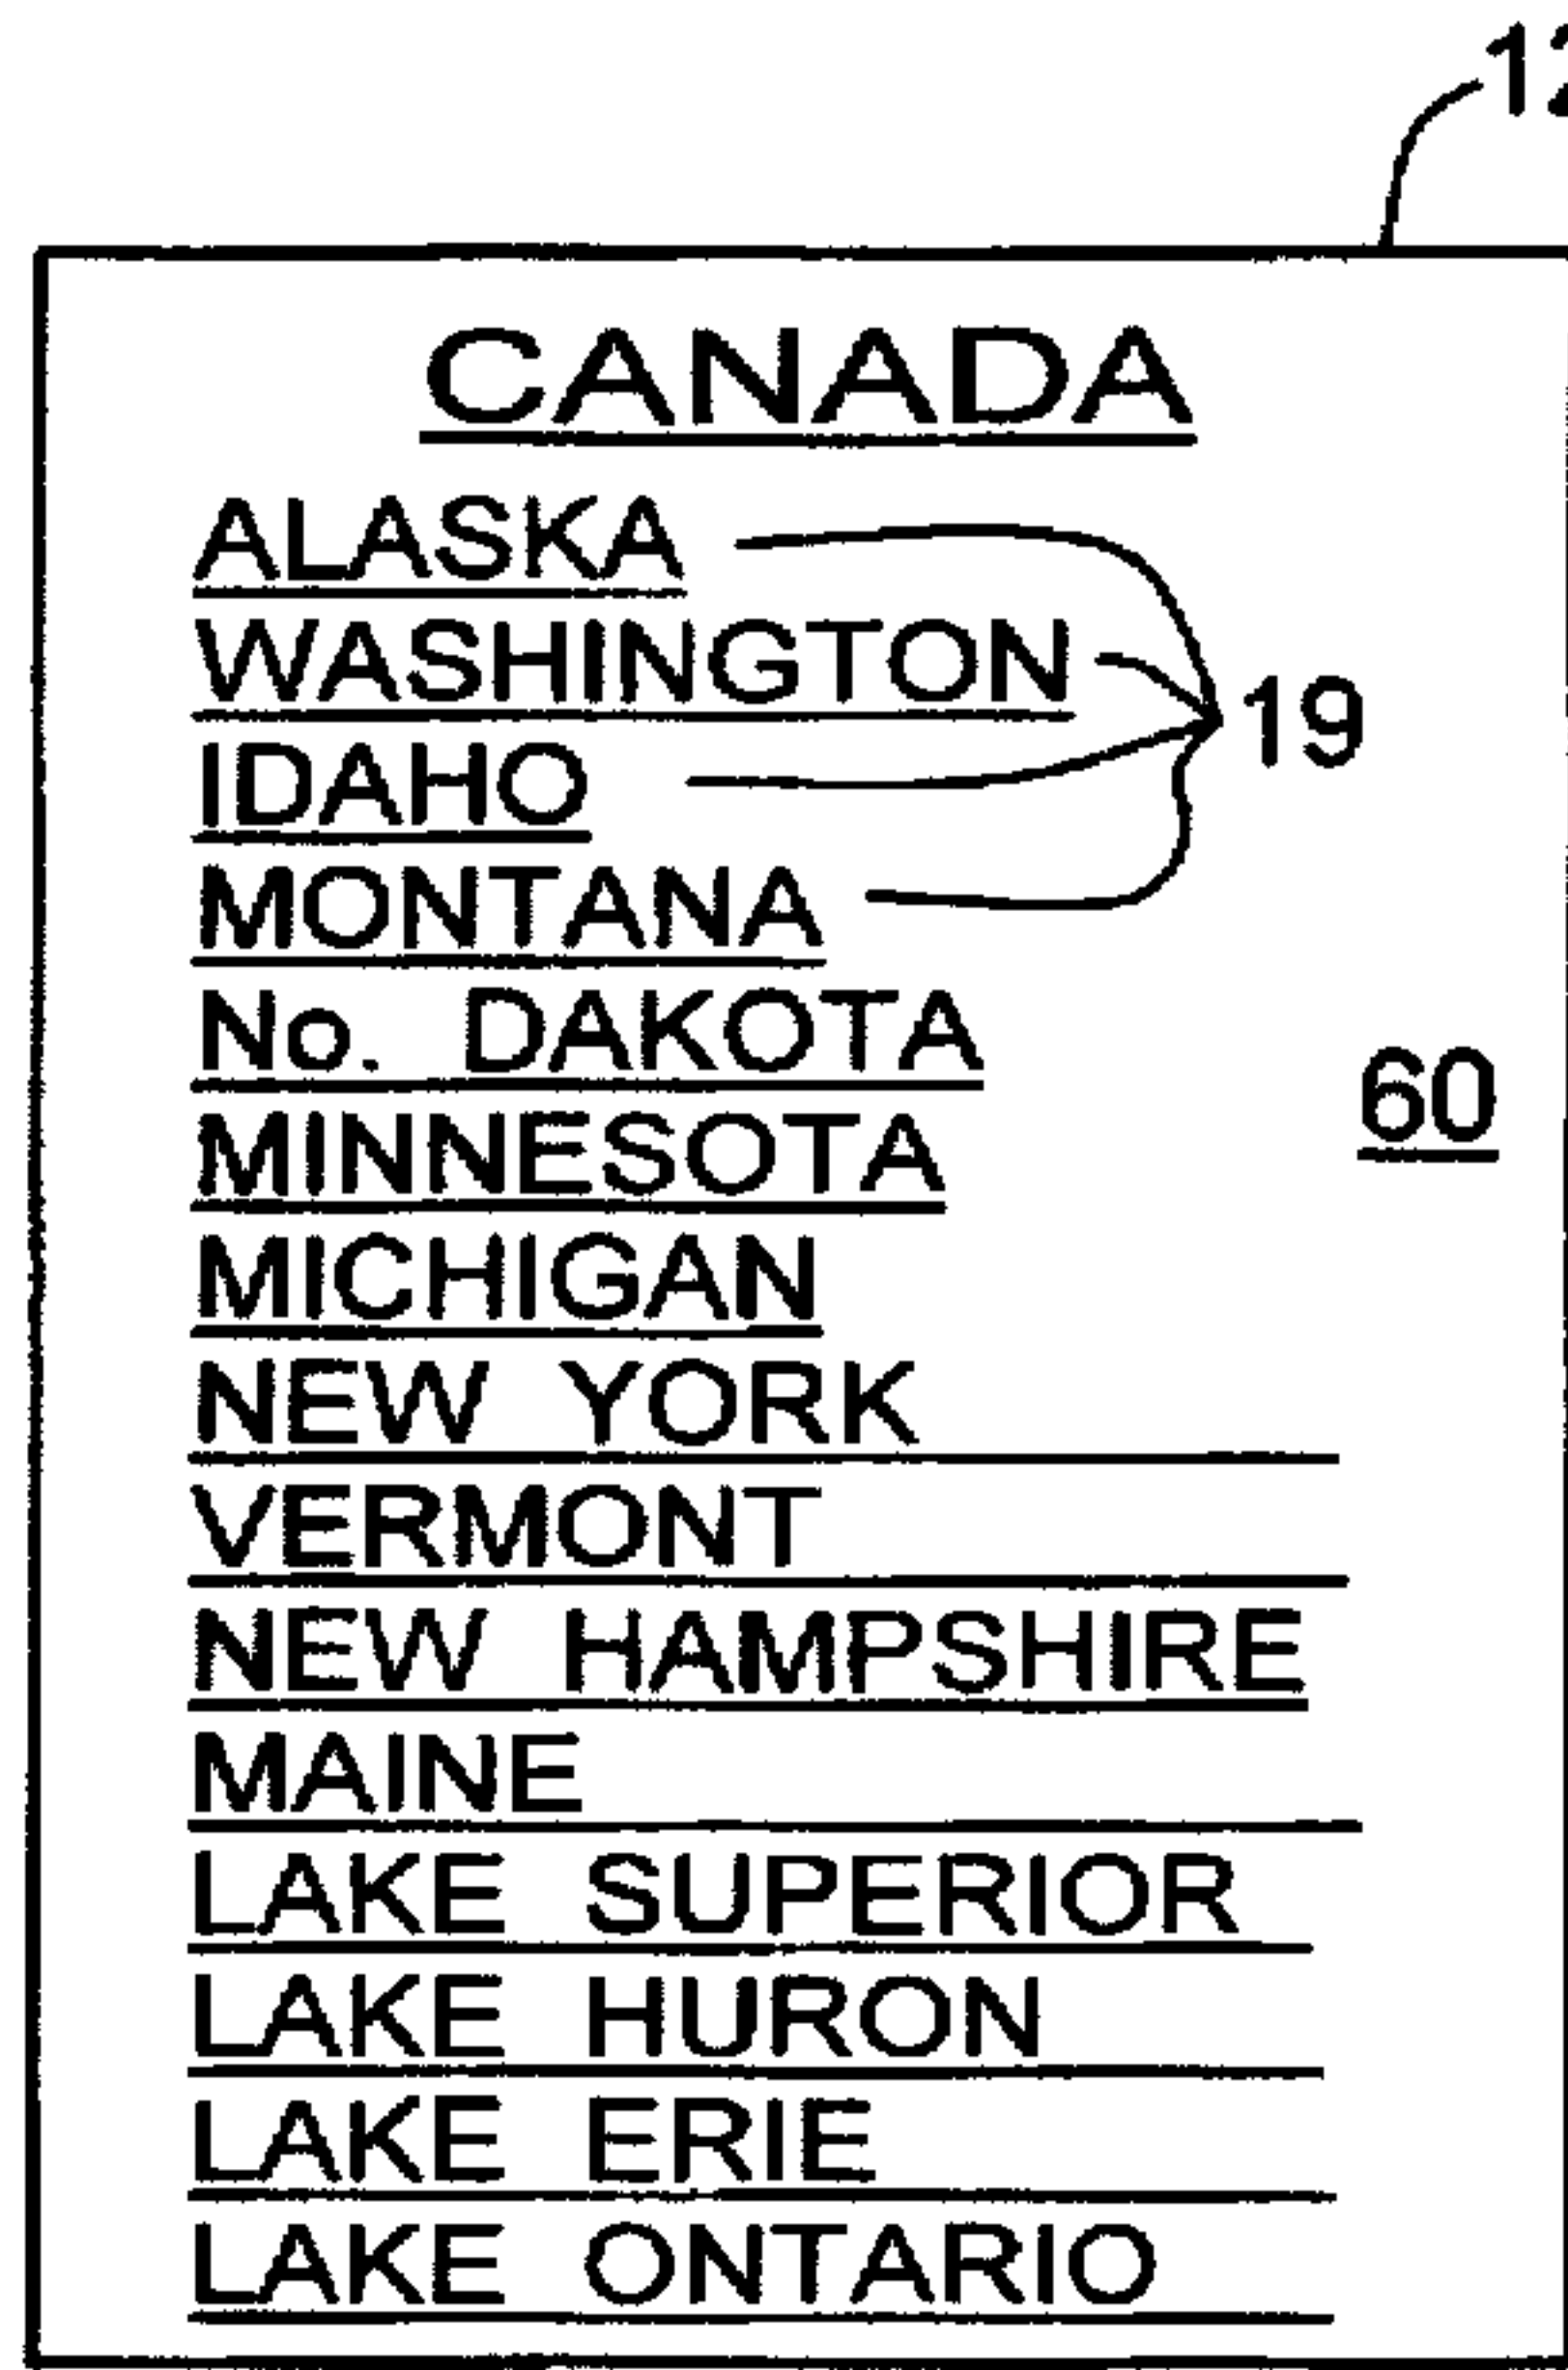 12
CANADA
ALASKA
WASHINGTON
19
IDAHO
MONTANA
No. DAKOTA
60
MINNESOTA
MICHIGAN
NEW YORK
VERMONT
NEW HAMPSHIRE
MAINE
LAKE SUPERIOR
LAKE HURON
LAKE ERIE
LAKE ONTARIO